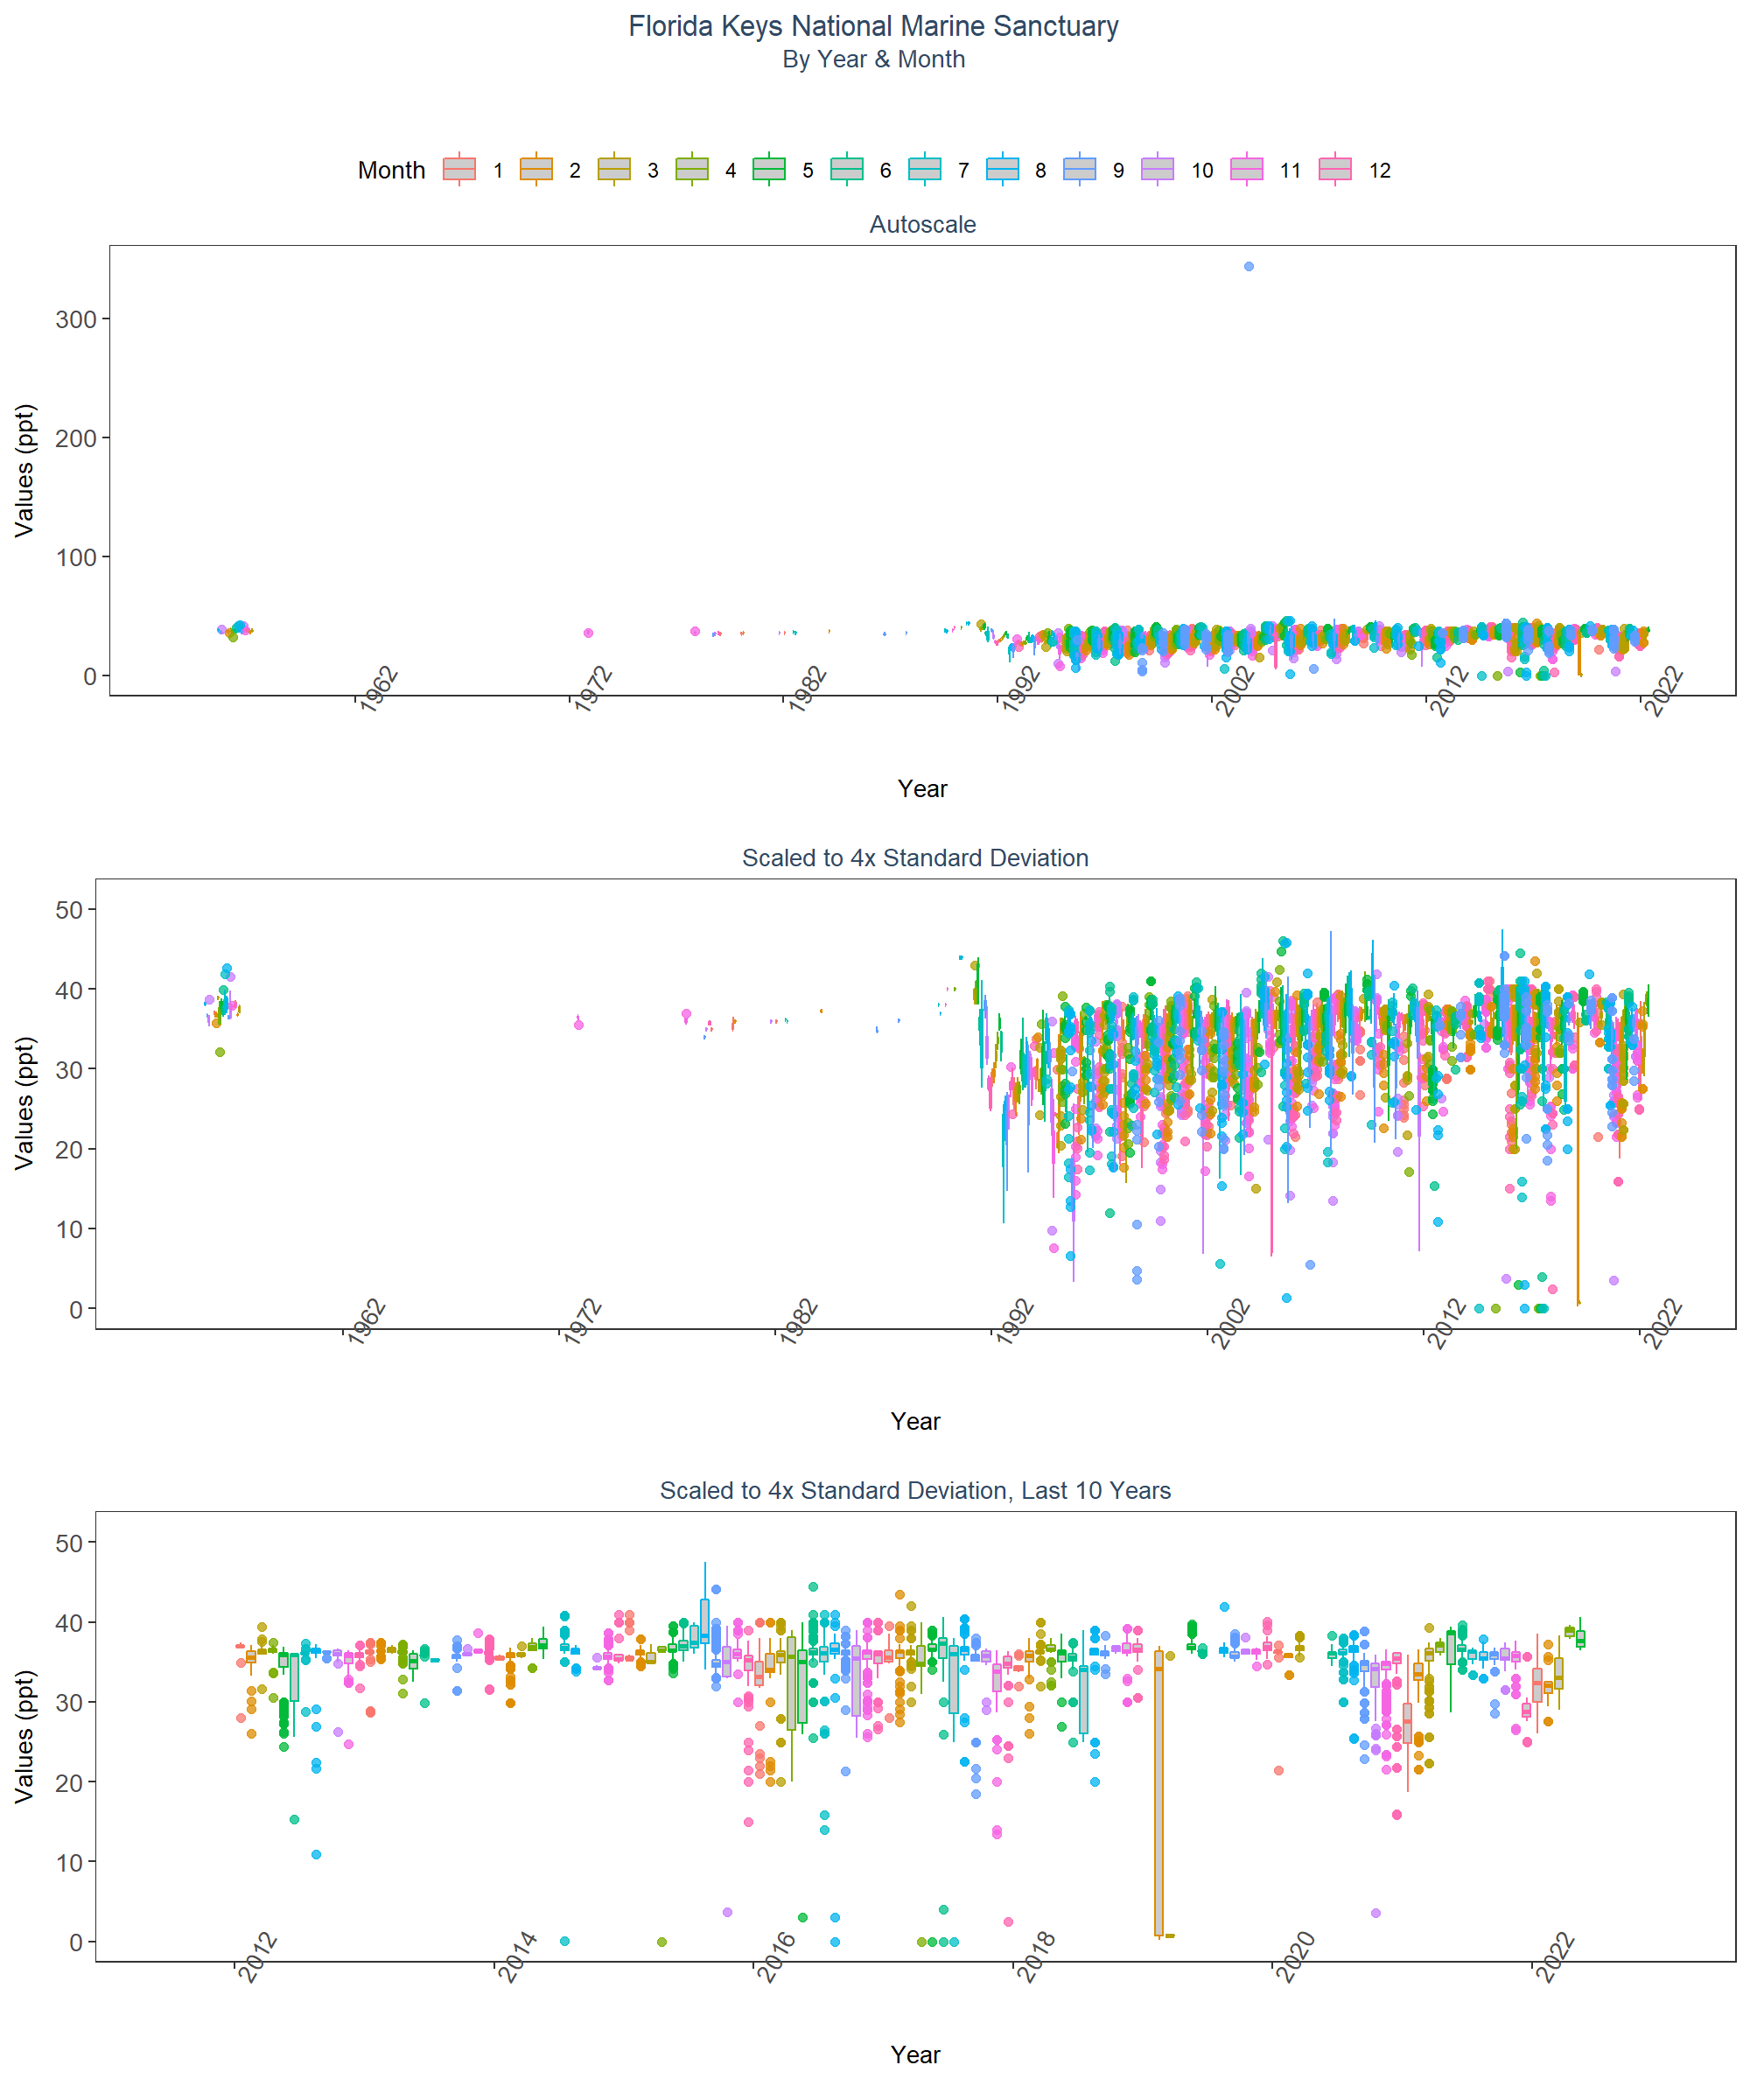 Florida Keys National Marine Sanctuary
By Year & Month
Month 1 2 3 4 5 6 7 8 9 10 11 12
Autoscale
300
200
100
0
Values (ppt)
1962 1972 1982 1992 2002 2012 2022
Year
Scaled to 4x Standard Deviation
50
40
30
20
10
0
Values (ppt)
1962 1972 1982 1992 2002 2012 2022
Year
Scaled to 4x Standard Deviation, Last 10 Years
50
40
30
20
10
0
Values (ppt)
2012 2014 2016 2018 2020 2022
Year